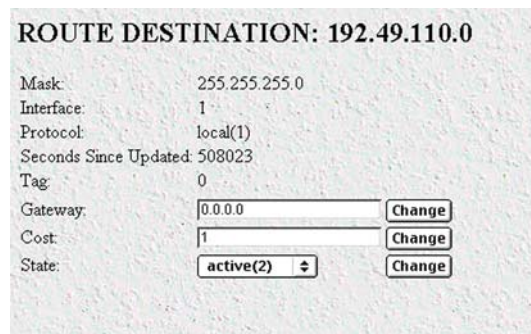 ROUTE DESTINATION: 192.49.110.0
Mask: 255.255.255.0
Interface: 1
Protocol: local(1)
Seconds Since Updated: 508023
Tag: 0
Gateway: 0.0.0.0 Change
Cost: 1 Change
State: active(2) Change